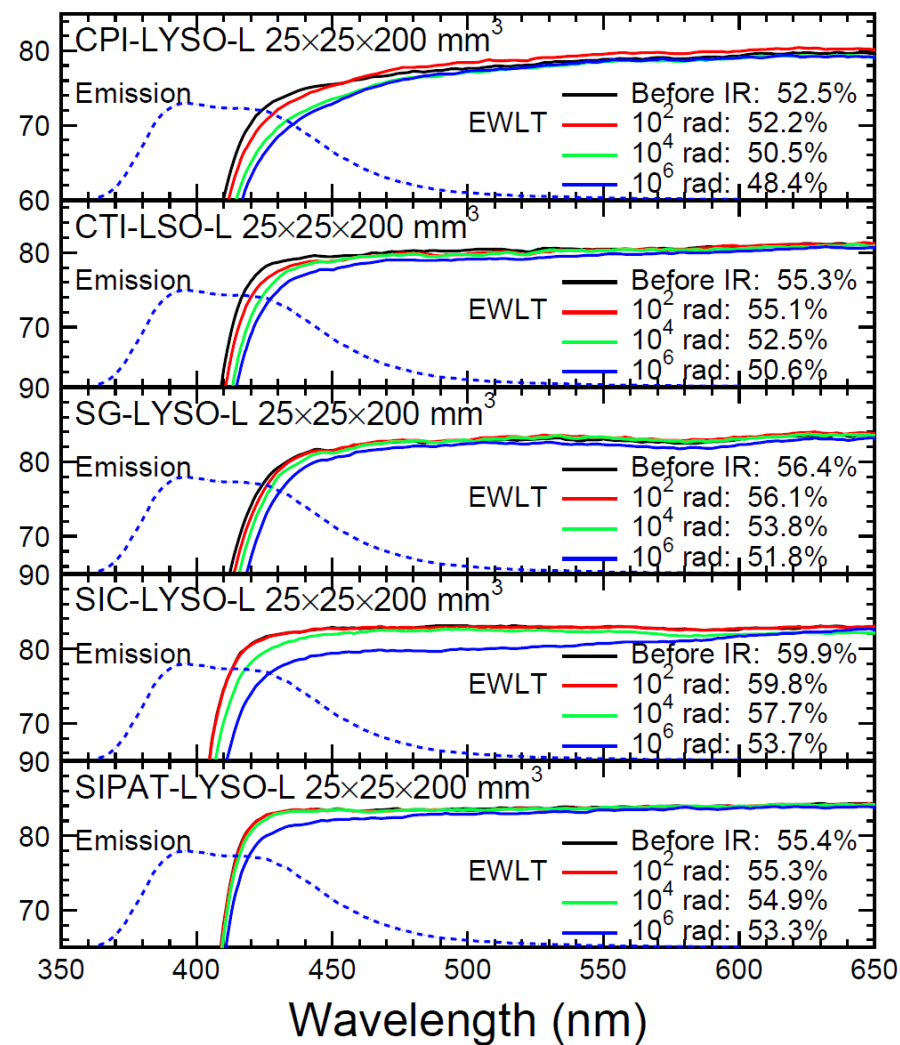 CPI-LYSO-L 25×25×200 mm³
80
Emission
Before IR: 52.5%
EWLT
10² rad: 52.2%
70
10⁴ rad: 50.5%
10⁶ rad: 48.4%
60
CTI-LSO-L 25×25×200 mm³
80
Emission
Before IR: 55.3%
EWLT
10² rad: 55.1%
70
10⁴ rad: 52.5%
10⁶ rad: 50.6%
90
SG-LYSO-L 25×25×200 mm³
80
Emission
Before IR: 56.4%
EWLT
10² rad: 56.1%
70
10⁴ rad: 53.8%
10⁶ rad: 51.8%
90
SIC-LYSO-L 25×25×200 mm³
80
Emission
Before IR: 59.9%
EWLT
10² rad: 59.8%
70
10⁴ rad: 57.7%
10⁶ rad: 53.7%
90
SIPAT-LYSO-L 25×25×200 mm³
80
Emission
Before IR: 55.4%
EWLT
10² rad: 55.3%
70
10⁴ rad: 54.9%
10⁶ rad: 53.3%
350 400 450 500 550 600 650
Wavelength (nm)